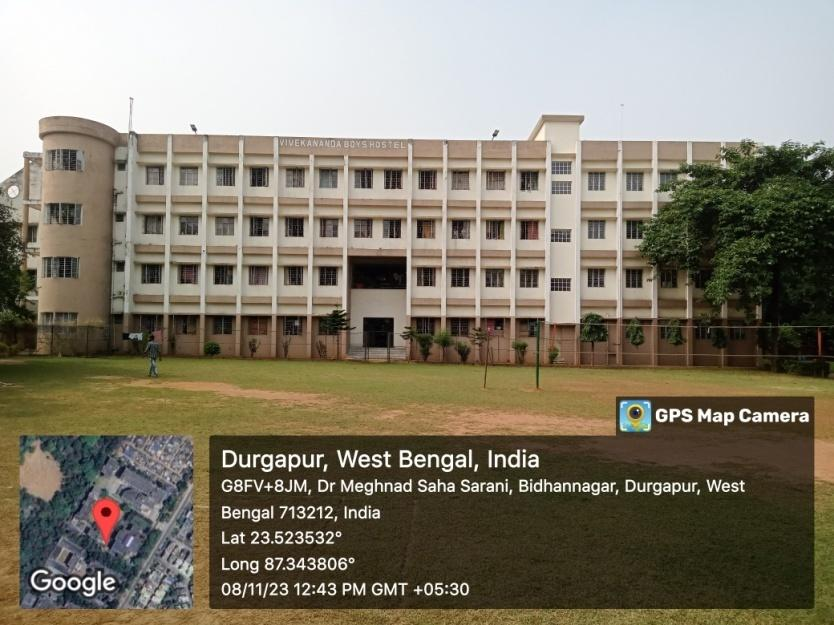 VIVEKANANDA BOYS HOSTEL
GPS Map Camera
Durgapur, West Bengal, India
G8FV+8JM, Dr Meghnad Saha Sarani, Bidhannagar, Durgapur, West
Bengal 713212, India
Lat 23.523532°
Long 87.343806°
08/11/23 12:43 PM GMT +05:30
Google